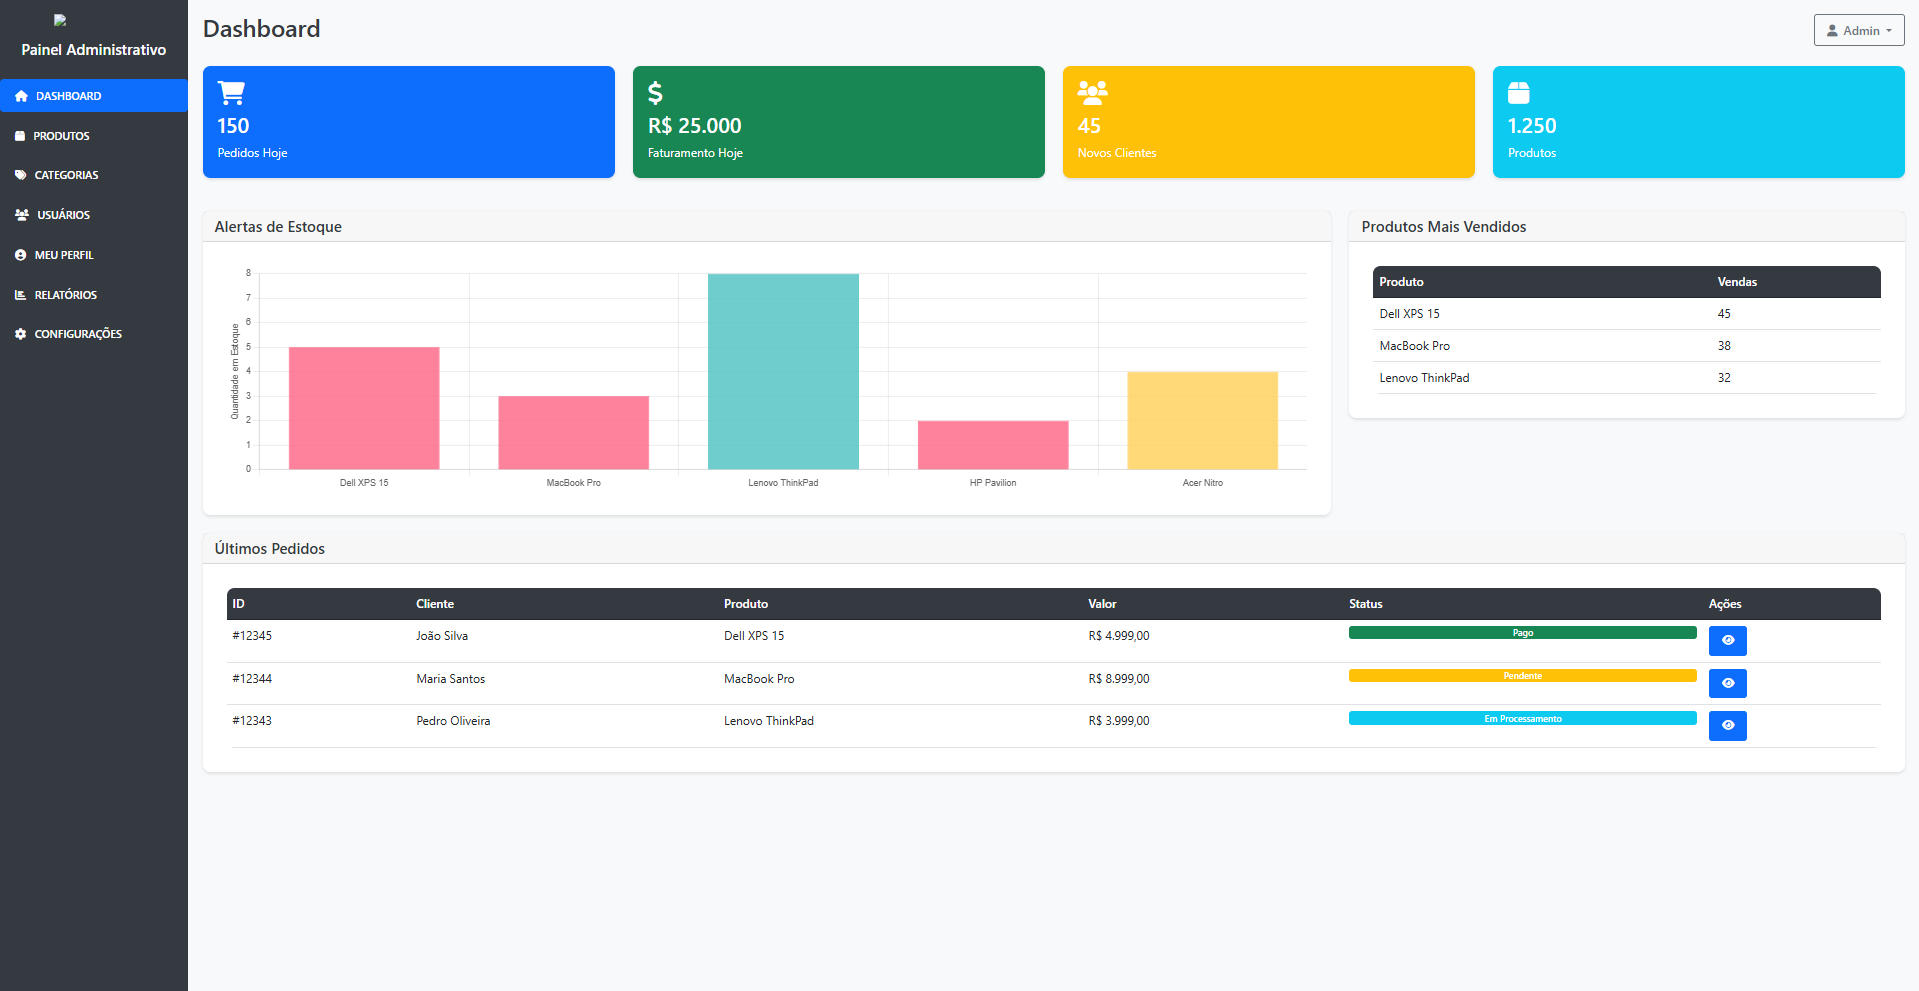 Painel Administrativo
DASHBOARD
PRODUTOS
CATEGORIAS
USUÁRIOS
MEU PERFIL
RELATÓRIOS
CONFIGURAÇÕES
Dashboard
Admin
150
Pedidos Hoje
R$ 25.000
Faturamento Hoje
45
Novos Clientes
1.250
Produtos
Alertas de Estoque
Quantidade em Estoque
8
7
6
5
4
3
2
1
0
Dell XPS 15
MacBook Pro
Lenovo ThinkPad
HP Pavilion
Acer Nitro
Produtos Mais Vendidos
Produto Vendas
Dell XPS 15 45
MacBook Pro 38
Lenovo ThinkPad 32
Últimos Pedidos
ID Cliente Produto Valor Status Ações
#12345 João Silva Dell XPS 15 R$ 4.999,00 Pago
#12344 Maria Santos MacBook Pro R$ 8.999,00 Pendente
#12343 Pedro Oliveira Lenovo ThinkPad R$ 3.999,00 Em Processamento